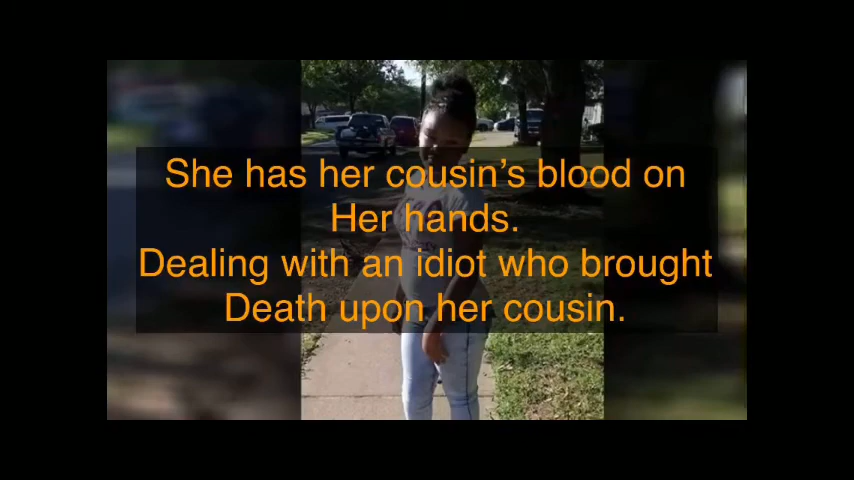 She has her cousin’s blood on
Her hands.
Dealing with an idiot who brought
Death upon her cousin.